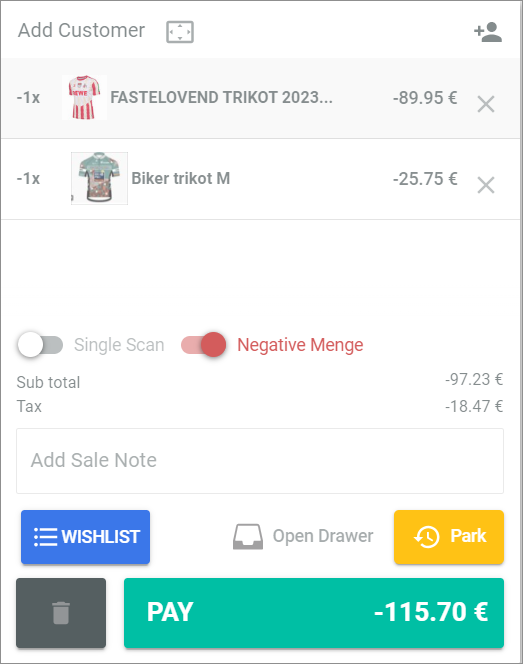 Add Customer
-1x FASTELOVEND TRIKOT 2023... -89.95 €
REWE
-1x Biker trikot M -25.75 €
Single Scan Negative Menge
Sub total -97.23 €
Tax -18.47 €
Add Sale Note
WISHLIST Open Drawer Park
PAY -115.70 €